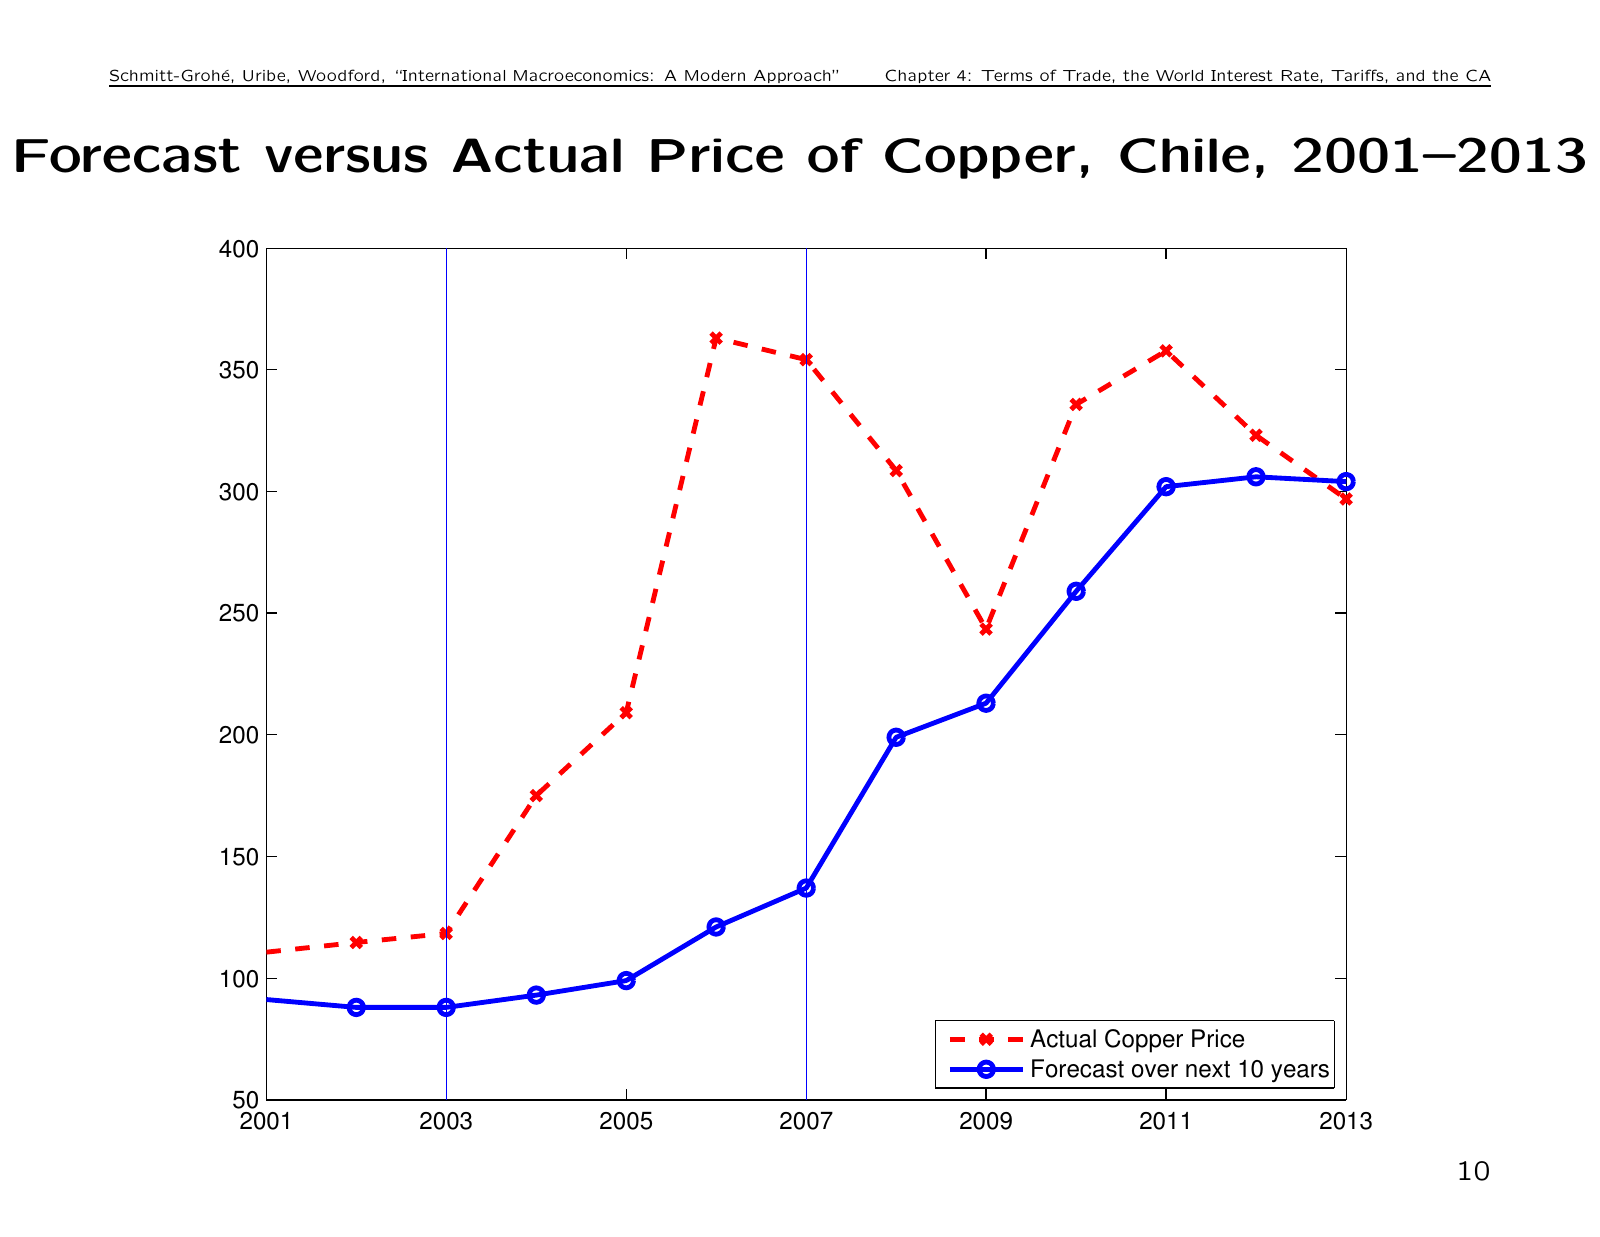 Schmitt-Grohé, Uribe, Woodford, “International Macroeconomics: A Modern Approach” Chapter 4: Terms of Trade, the World Interest Rate, Tariffs, and the CA
Forecast versus Actual Price of Copper, Chile, 2001–2013
400
350
300
250
200
150
100
50
Actual Copper Price
Forecast over next 10 years
2001 2003 2005 2007 2009 2011 2013
10